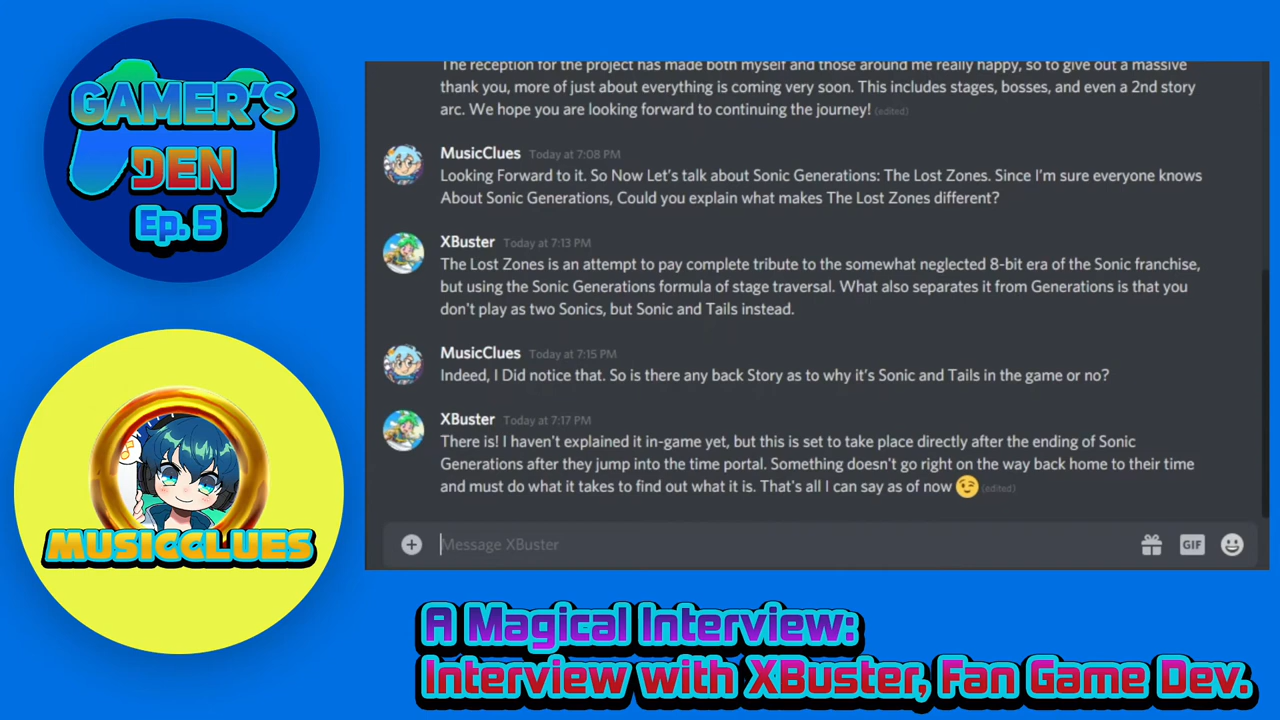 GAMER'S
DEN
Ep. 5
MUSICCLUES
The reception for the project has made both myself and those around me really happy, so to give out a massive
thank you, more of just about everything is coming very soon. This includes stages, bosses, and even a 2nd story
arc. We hope you are looking forward to continuing the journey! (edited)
MusicClues Today at 7:08 PM
Looking Forward to it. So Now Let's talk about Sonic Generations: The Lost Zones. Since I'm sure everyone knows
About Sonic Generations, Could you explain what makes The Lost Zones different?
XBuster Today at 7:13 PM
The Lost Zones is an attempt to pay complete tribute to the somewhat neglected 8-bit era of the Sonic franchise,
but using the Sonic Generations formula of stage traversal. What also separates it from Generations is that you
don't play as two Sonics, but Sonic and Tails instead.
MusicClues Today at 7:15 PM
Indeed, I Did notice that. So is there any back Story as to why it's Sonic and Tails in the game or no?
XBuster Today at 7:17 PM
There is! I haven't explained it in-game yet, but this is set to take place directly after the ending of Sonic
Generations after they jump into the time portal. Something doesn't go right on the way back home to their time
and must do what it takes to find out what it is. That's all I can say as of now 😉 (edited)
Message XBuster
GIF
A Magical Interview:
Interview with XBuster, Fan Game Dev.